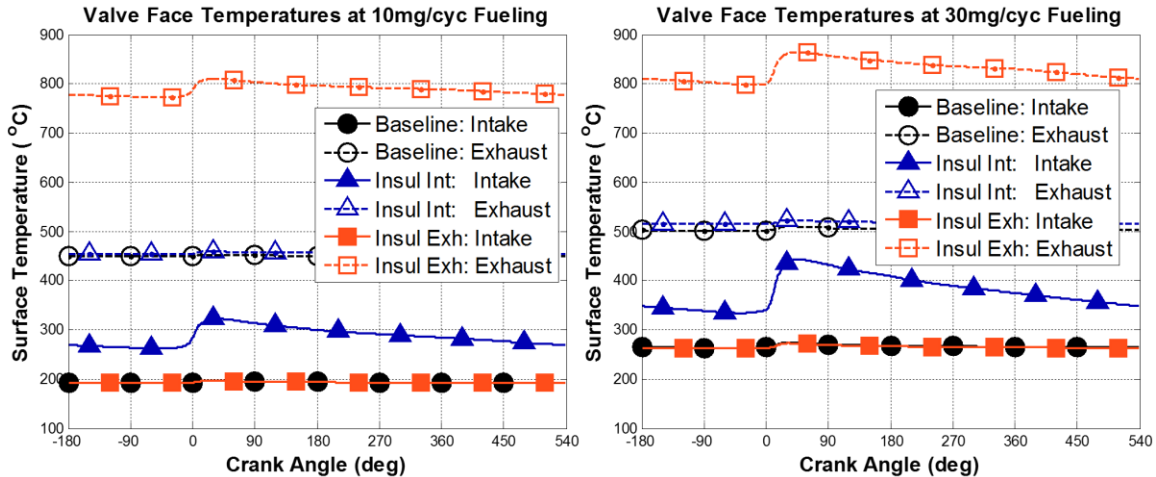 Valve Face Temperatures at 10mg/cyc Fueling
Surface Temperature (°C)
900
800
700
600
500
400
300
200
100
Baseline: Intake
Baseline: Exhaust
Insul Int: Intake
Insul Int: Exhaust
Insul Exh: Intake
Insul Exh: Exhaust
-180 -90 0 90 180 270 360 450 540
Crank Angle (deg)
Valve Face Temperatures at 30mg/cyc Fueling
Surface Temperature (°C)
900
800
700
600
500
400
300
200
100
Baseline: Intake
Baseline: Exhaust
Insul Int: Intake
Insul Int: Exhaust
Insul Exh: Intake
Insul Exh: Exhaust
-180 -90 0 90 180 270 360 450 540
Crank Angle (deg)